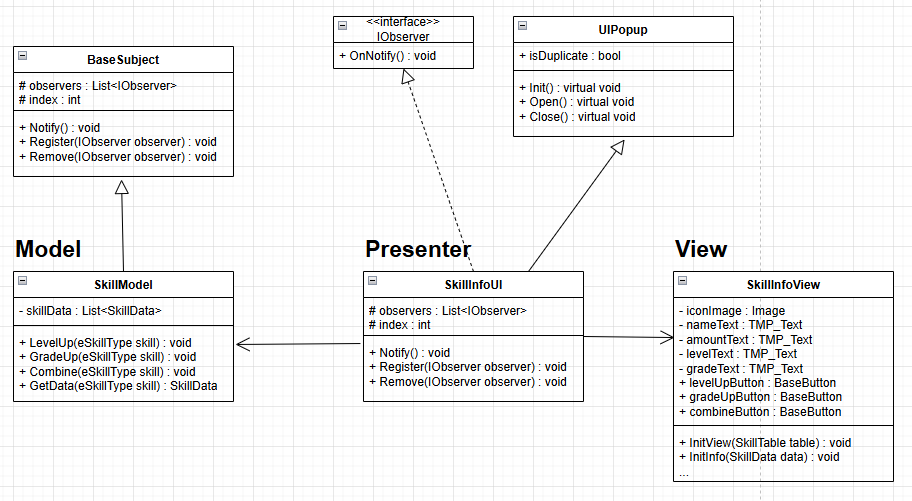 <<interface>>
IObserver
+ OnNotify() : void
UIPopup
+ isDuplicate : bool
+ Init() : virtual void
+ Open() : virtual void
+ Close() : virtual void
BaseSubject
# observers : List<IObserver>
# index : int
+ Notify() : void
+ Register(IObserver observer) : void
+ Remove(IObserver observer) : void
Model
Presenter
View
SkillModel
- skillData : List<SkillData>
+ LevelUp(eSkillType skill) : void
+ GradeUp(eSkillType skill) : void
+ Combine(eSkillType skill) : void
+ GetData(eSkillType skill) : SkillData
SkillInfoUI
# observers : List<IObserver>
# index : int
+ Notify() : void
+ Register(IObserver observer) : void
+ Remove(IObserver observer) : void
SkillInfoView
- iconImage : Image
- nameText : TMP_Text
- amountText : TMP_Text
- levelText : TMP_Text
- gradeText : TMP_Text
+ levelUpButton : BaseButton
+ gradeUpButton : BaseButton
+ combineButton : BaseButton
+ InitView(SkillTable table) : void
+ InitInfo(SkillData data) : void
...